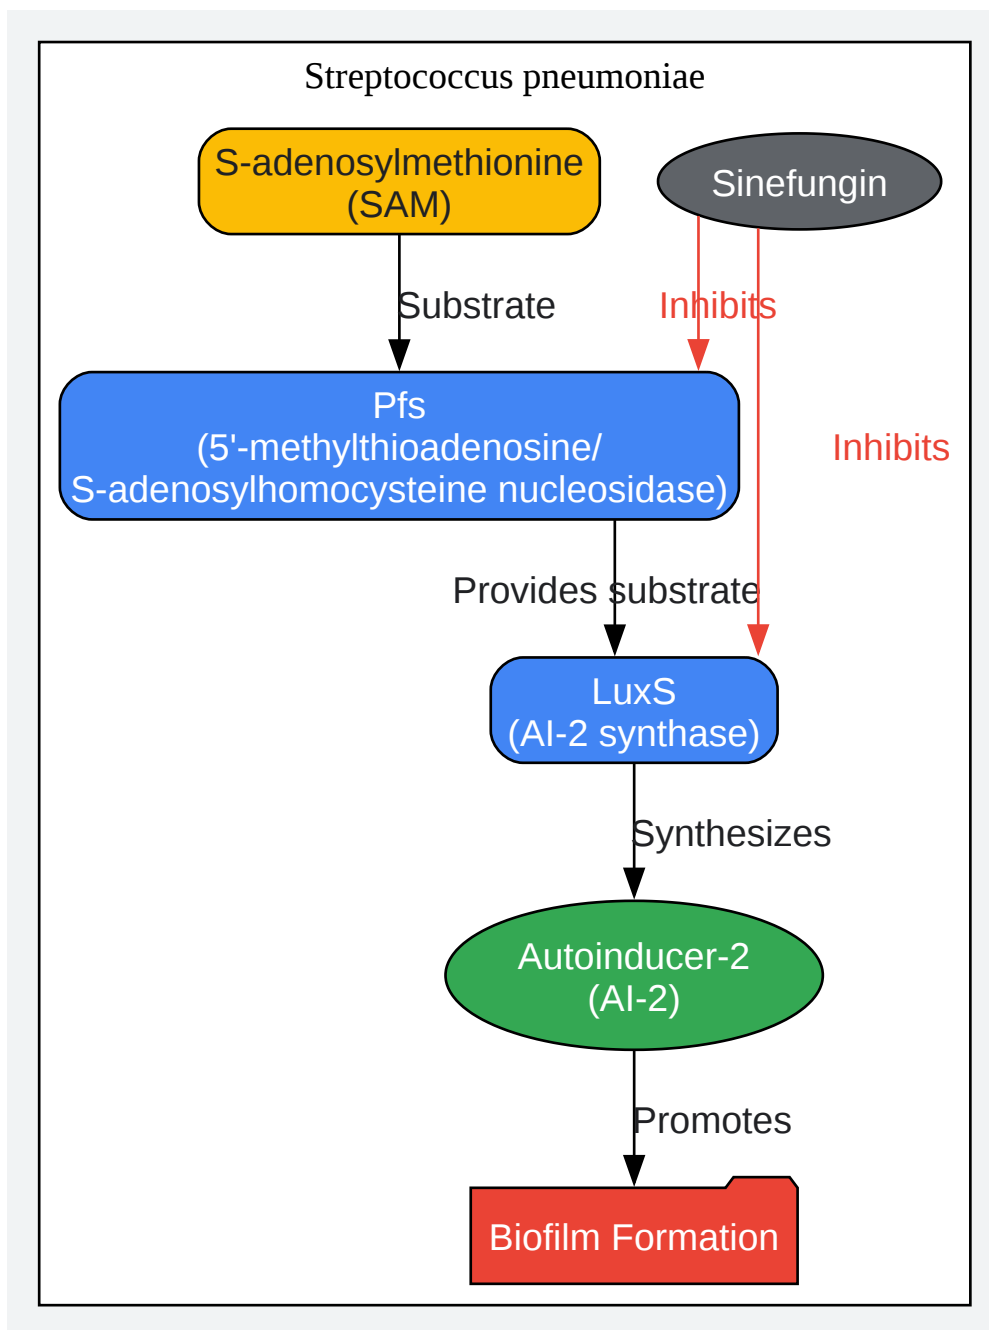 Streptococcus pneumoniae
S-adenosylmethionine
(SAM)
Sinefungin
Substrate
Inhibits
Pfs
(5'-methylthioadenosine/
S-adenosylhomocysteine nucleosidase)
Inhibits
Provides substrate
LuxS
(AI-2 synthase)
Synthesizes
Autoinducer-2
(AI-2)
Promotes
Biofilm Formation